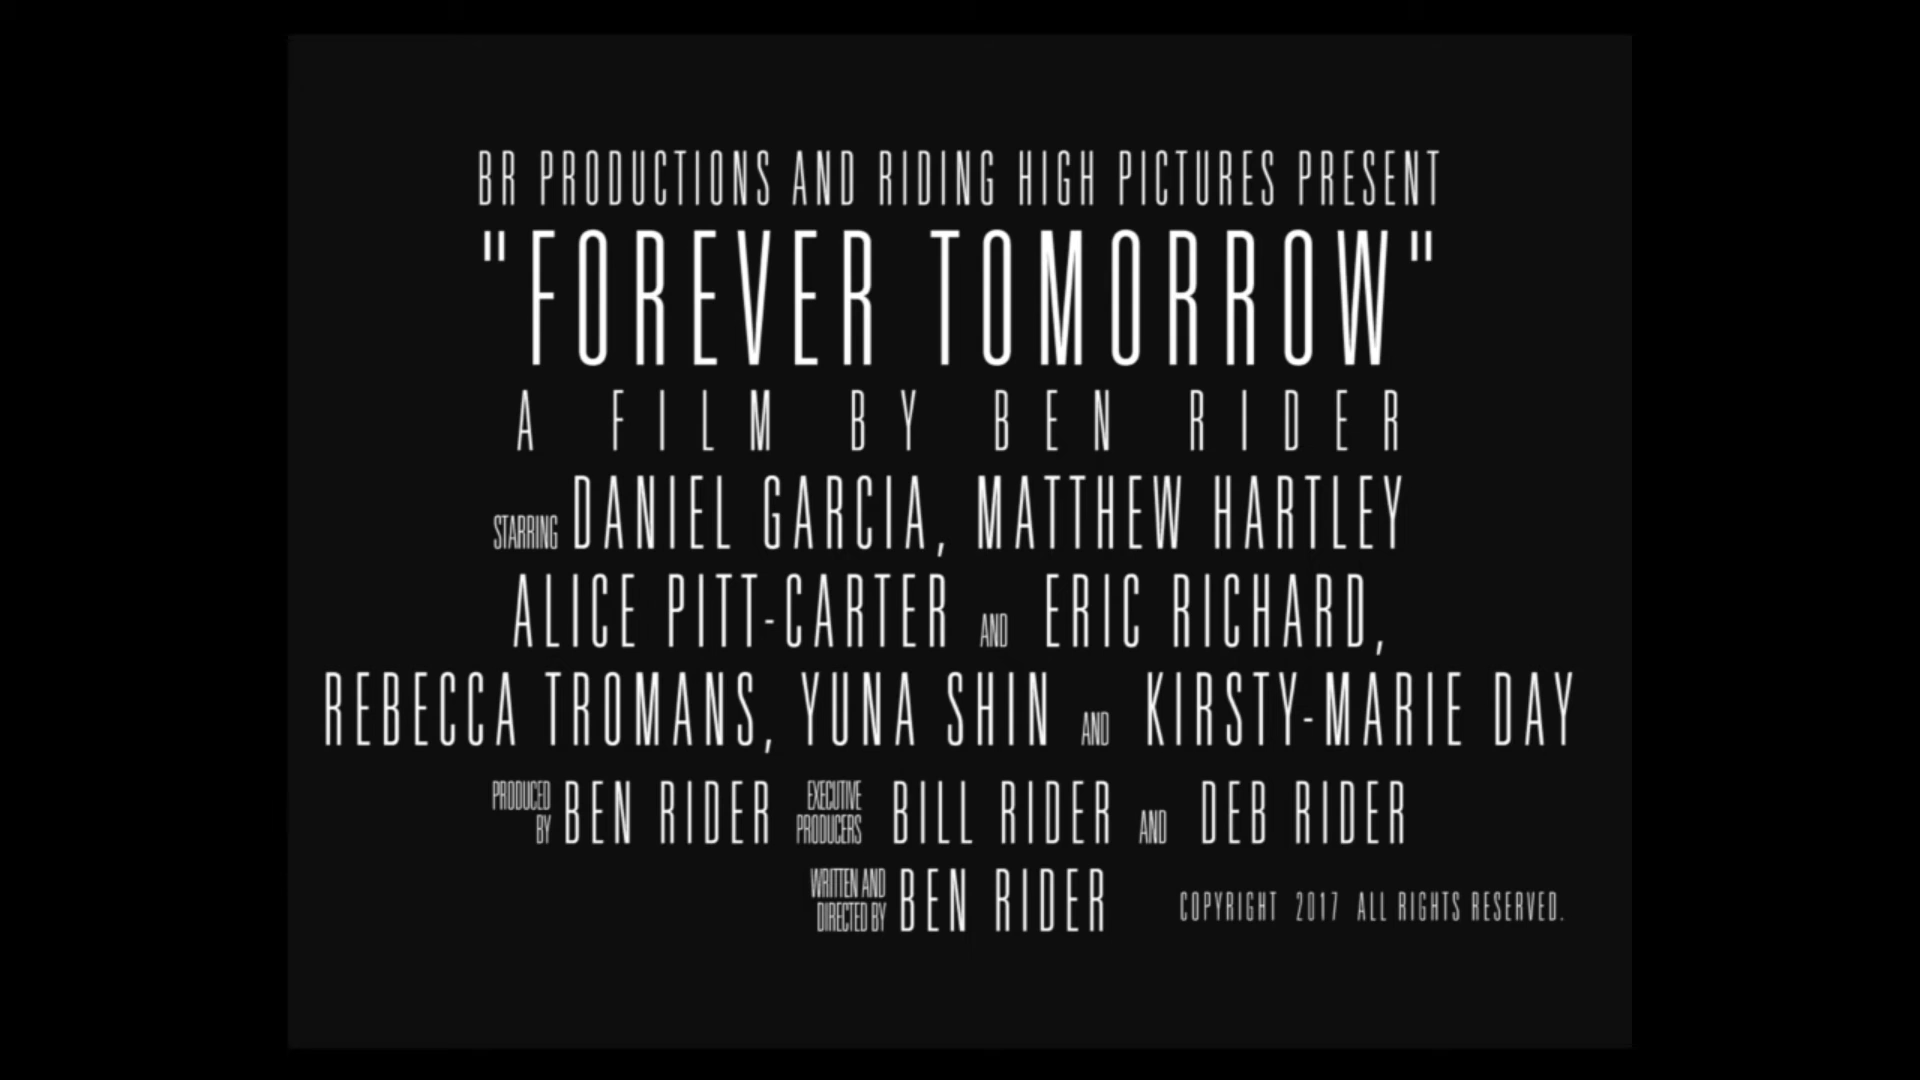 BR PRODUCTIONS AND RIDING HIGH PICTURES PRESENT
"FOREVER TOMORROW"
A FILM BY BEN RIDER
STARRING DANIEL GARCIA, MATTHEW HARTLEY
ALICE PITT-CARTER AND ERIC RICHARD,
REBECCA TROMANS, YUNA SHIN AND KIRSTY-MARIE DAY
PRODUCED BY BEN RIDER EXECUTIVE PRODUCERS BILL RIDER AND DEB RIDER
WRITTEN AND DIRECTED BY BEN RIDER COPYRIGHT 2017 ALL RIGHTS RESERVED.